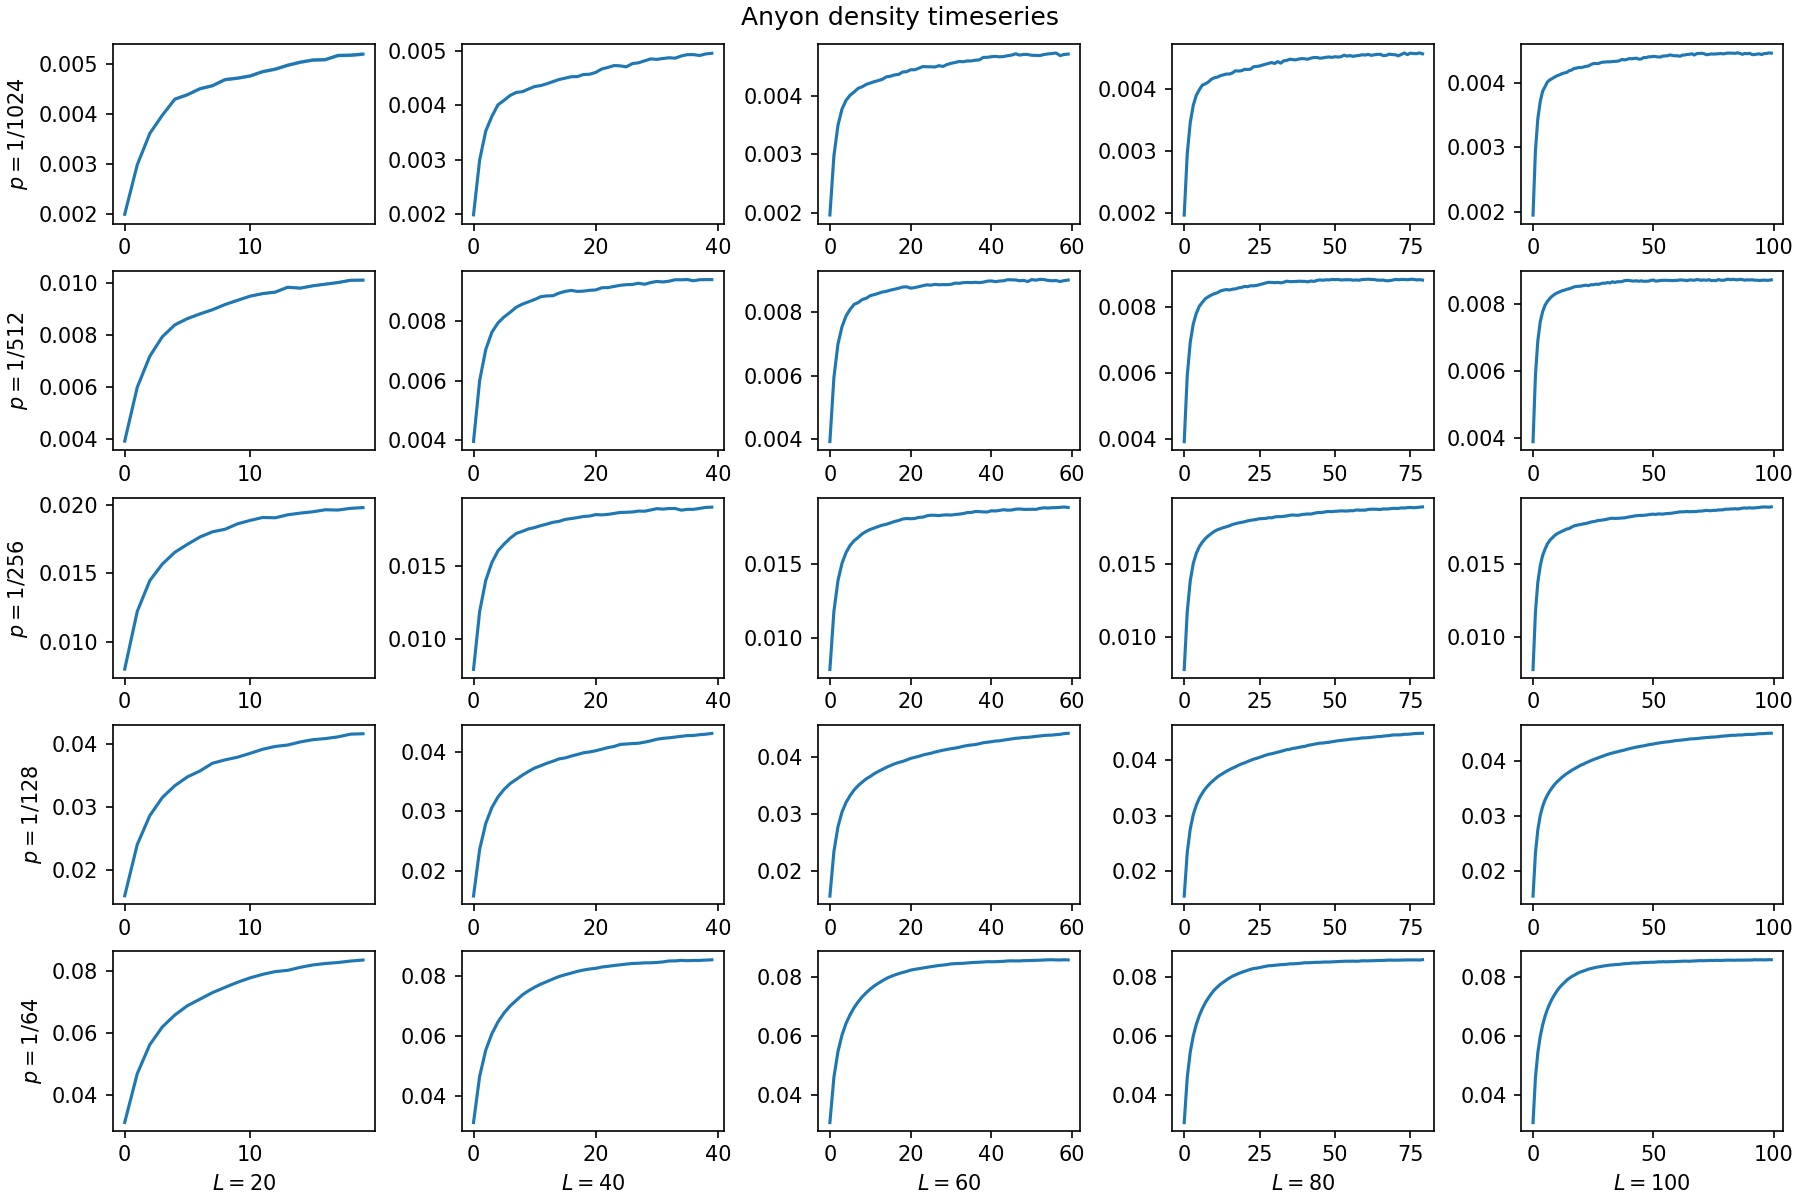 Anyon density timeseries
p = 1/1024
0.005
0.004
0.003
0.002
0 10
0.005
0.004
0.003
0.002
0 20 40
0.004
0.003
0.002
0 20 40 60
0.004
0.003
0.002
0 25 50 75
0.004
0.003
0.002
0 50 100
p = 1/512
0.010
0.008
0.006
0.004
0 10
0.008
0.006
0.004
0 20 40
0.008
0.006
0.004
0 20 40 60
0.008
0.006
0.004
0 25 50 75
0.008
0.006
0.004
0 50 100
p = 1/256
0.020
0.015
0.010
0 10
0.015
0.010
0 20 40
0.015
0.010
0 20 40 60
0.015
0.010
0 25 50 75
0.015
0.010
0 50 100
p = 1/128
0.04
0.03
0.02
0 10
0.04
0.03
0.02
0 20 40
0.04
0.03
0.02
0 20 40 60
0.04
0.03
0.02
0 25 50 75
0.04
0.03
0.02
0 50 100
p = 1/64
0.08
0.06
0.04
0 10
L = 20
0.08
0.06
0.04
0 20 40
L = 40
0.08
0.06
0.04
0 20 40 60
L = 60
0.08
0.06
0.04
0 25 50 75
L = 80
0.08
0.06
0.04
0 50 100
L = 100